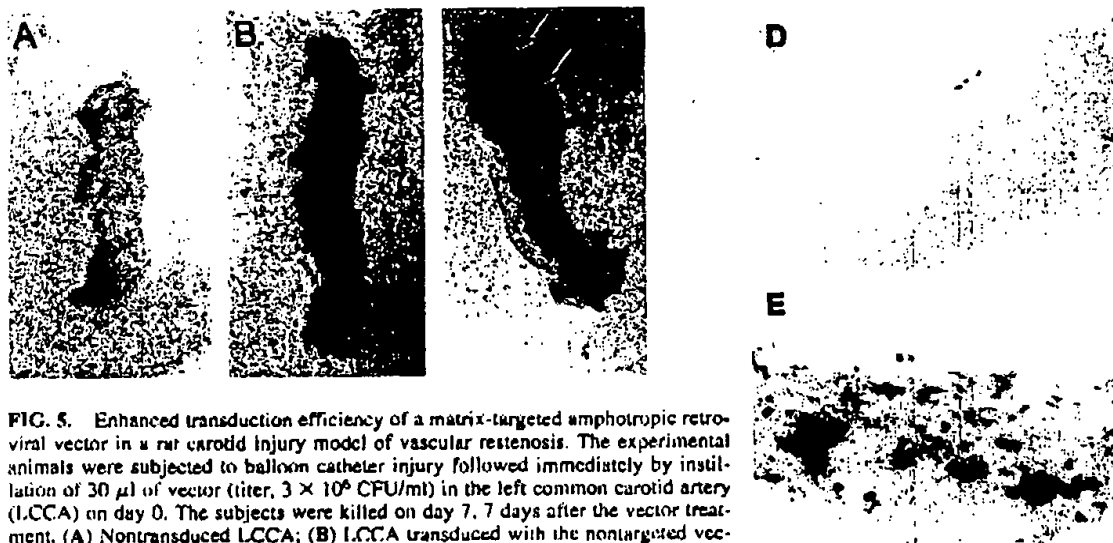 A
B
D
E
FIG. 5. Enhanced transduction efficiency of a matrix-targeted amphotropic retro-
viral vector in a rat carotid injury model of vascular restenosis. The experimental
animals were subjected to balloon catheter injury followed immediately by instil-
lation of 30 μl of vector (titer, 3 × 10⁶ CFU/ml) in the left common carotid artery
(LCCA) on day 0. The subjects were killed on day 7, 7 days after the vector treat-
ment. (A) Nontransduced LCCA; (B) LCCA transduced with the nontargeted vec-